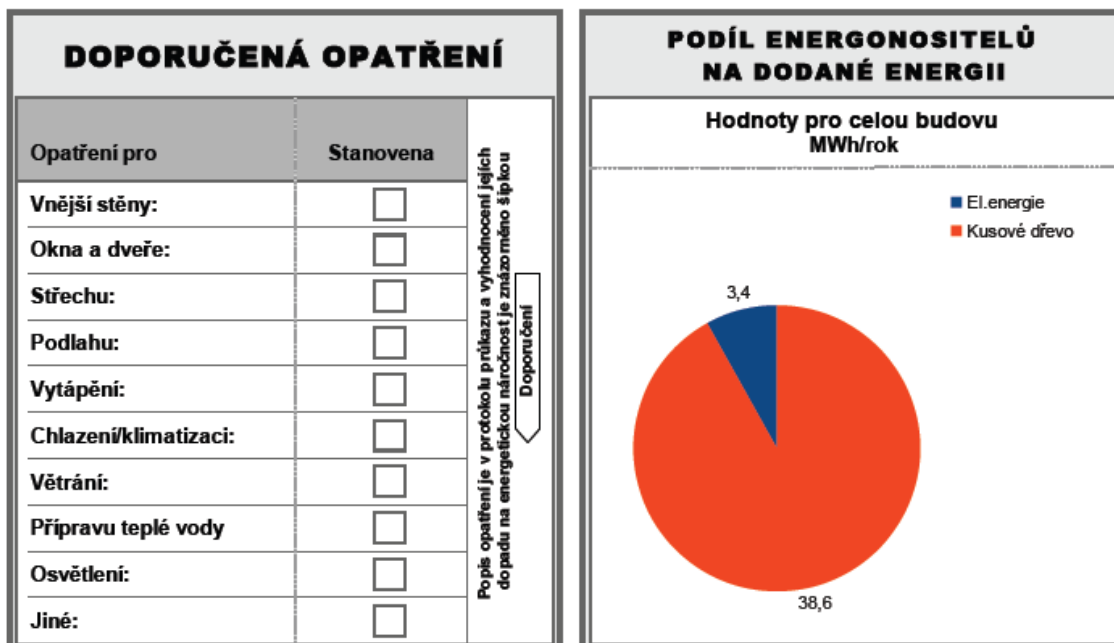 DOPORUČENÁ OPATŘENÍ
Opatření pro
Stanovena
Vnější stěny:
Okna a dveře:
Střechu:
Podlahu:
Vytápění:
Chlazení/klimatizaci:
Větrání:
Přípravu teplé vody
Osvětlení:
Jiné:
Popis opatření je v protokolu průkazu a vyhodnocení jejích
dopadu na energetickou náročnost je znázorněno šipkou
Doporučení
PODÍL ENERGONOSITELŮ
NA DODANÉ ENERGII
Hodnoty pro celou budovu
MWh/rok
El.energie
Kusové dřevo
3,4
38,6